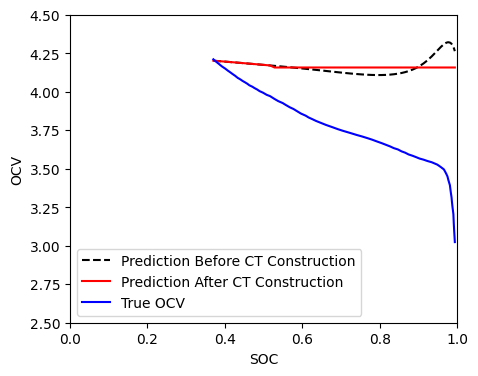 4.50
4.25
4.00
3.75
3.50
3.25
3.00
2.75
2.50
OCV
Prediction Before CT Construction
Prediction After CT Construction
True OCV
0.0 0.2 0.4 0.6 0.8 1.0
SOC